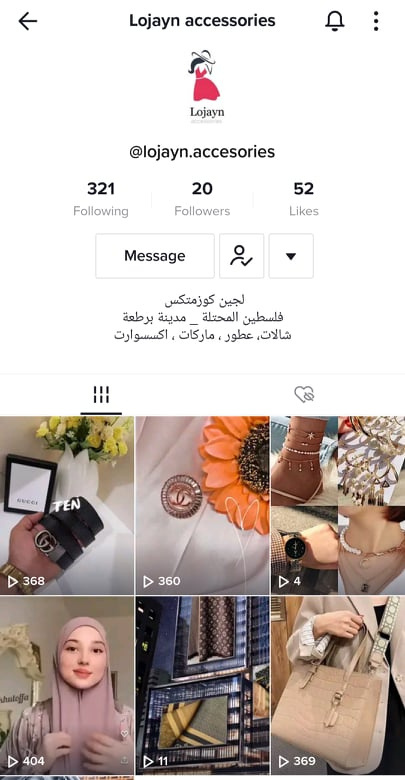 Lojayn accessories
Lojayn
accessories
@lojayn.accesories
321
Following
20
Followers
52
Likes
Message
لجين كوزمتكس
فلسطين المحتلة _ مدينة برطعة
شالات، عطور ، ماركات ، اكسسوارت
GUCCI
TEN
368
360
4
404
11
369